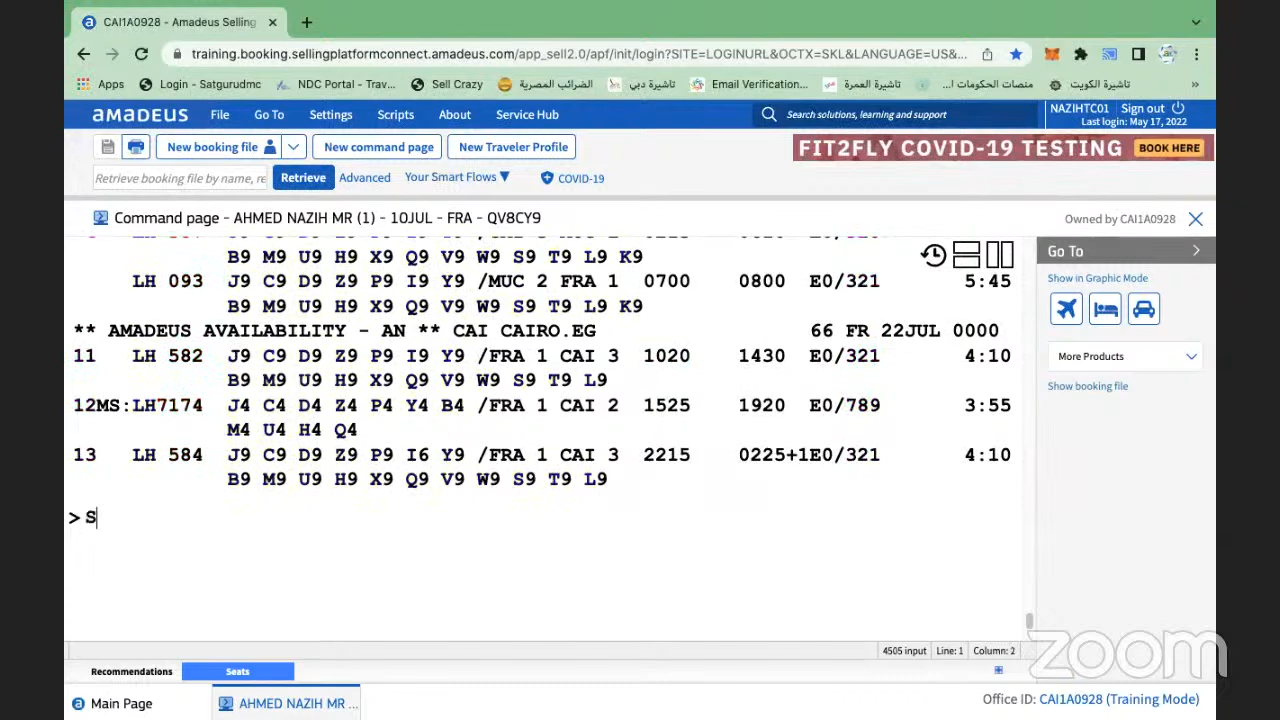 CAI1A0928 - Amadeus Selling
training.booking.sellingplatformconnect.amadeus.com/app_sel2.0/apf/init/login?SITE=LOGINURL&OCTX=SKL&LANGUAGE=US&...
Apps Login - Satgurudmc NDC Portal - Trav... Sell Crazy الضرائب المصرية تاشيرة دبي Email Verification... تاشيرة العمرة منصات الحكومات ا... تاشيرة الكويت »
amadeus File Go To Settings Scripts About Service Hub Search solutions, learning and support NAZIHTC01 Sign out
Last login: May 17, 2022
New booking file New command page New Traveler Profile FIT2FLY COVID-19 TESTING BOOK HERE
Retrieve booking file by name, re Retrieve Advanced Your Smart Flows COVID-19
Command page - AHMED NAZIH MR (1) - 10JUL - FRA - QV8CY9 Owned by CAI1A0928
B9 M9 U9 H9 X9 Q9 V9 W9 S9 T9 L9 K9
LH 093 J9 C9 D9 Z9 P9 I9 Y9 /MUC 2 FRA 1 0700 0800 E0/321 5:45
B9 M9 U9 H9 X9 Q9 V9 W9 S9 T9 L9 K9
** AMADEUS AVAILABILITY - AN ** CAI CAIRO.EG 66 FR 22JUL 0000
11 LH 582 J9 C9 D9 Z9 P9 I9 Y9 /FRA 1 CAI 3 1020 1430 E0/321 4:10
B9 M9 U9 H9 X9 Q9 V9 W9 S9 T9 L9
12MS:LH7174 J4 C4 D4 Z4 P4 Y4 B4 /FRA 1 CAI 2 1525 1920 E0/789 3:55
M4 U4 H4 Q4
13 LH 584 J9 C9 D9 Z9 P9 I6 Y9 /FRA 1 CAI 3 2215 0225+1E0/321 4:10
B9 M9 U9 H9 X9 Q9 V9 W9 S9 T9 L9
> S
Go To
Show in Graphic Mode
More Products
Show booking file
4505 input Line: 1 Column: 2
zoom
Recommendations Seats
Main Page AHMED NAZIH MR ... Office ID: CAI1A0928 (Training Mode)